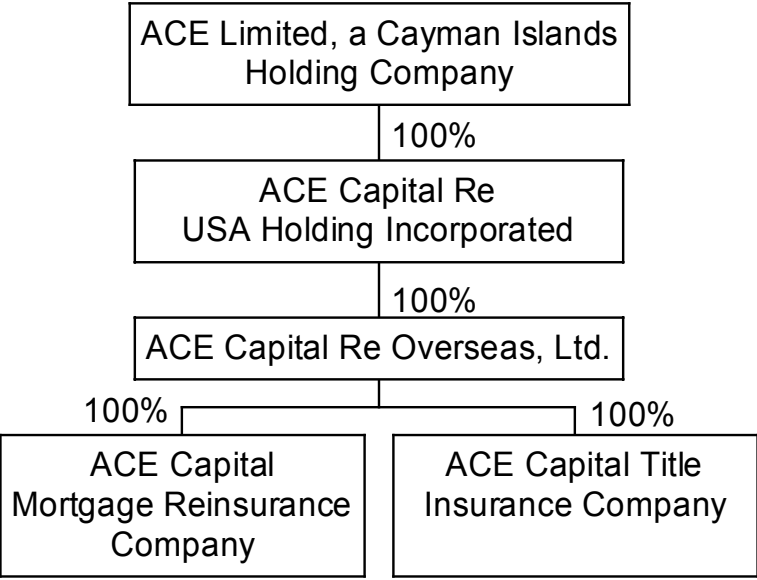 ACE Limited, a Cayman Islands
Holding Company
100%
ACE Capital Re
USA Holding Incorporated
100%
ACE Capital Re Overseas, Ltd.
100%
100%
ACE Capital
Mortgage Reinsurance
Company
ACE Capital Title
Insurance Company